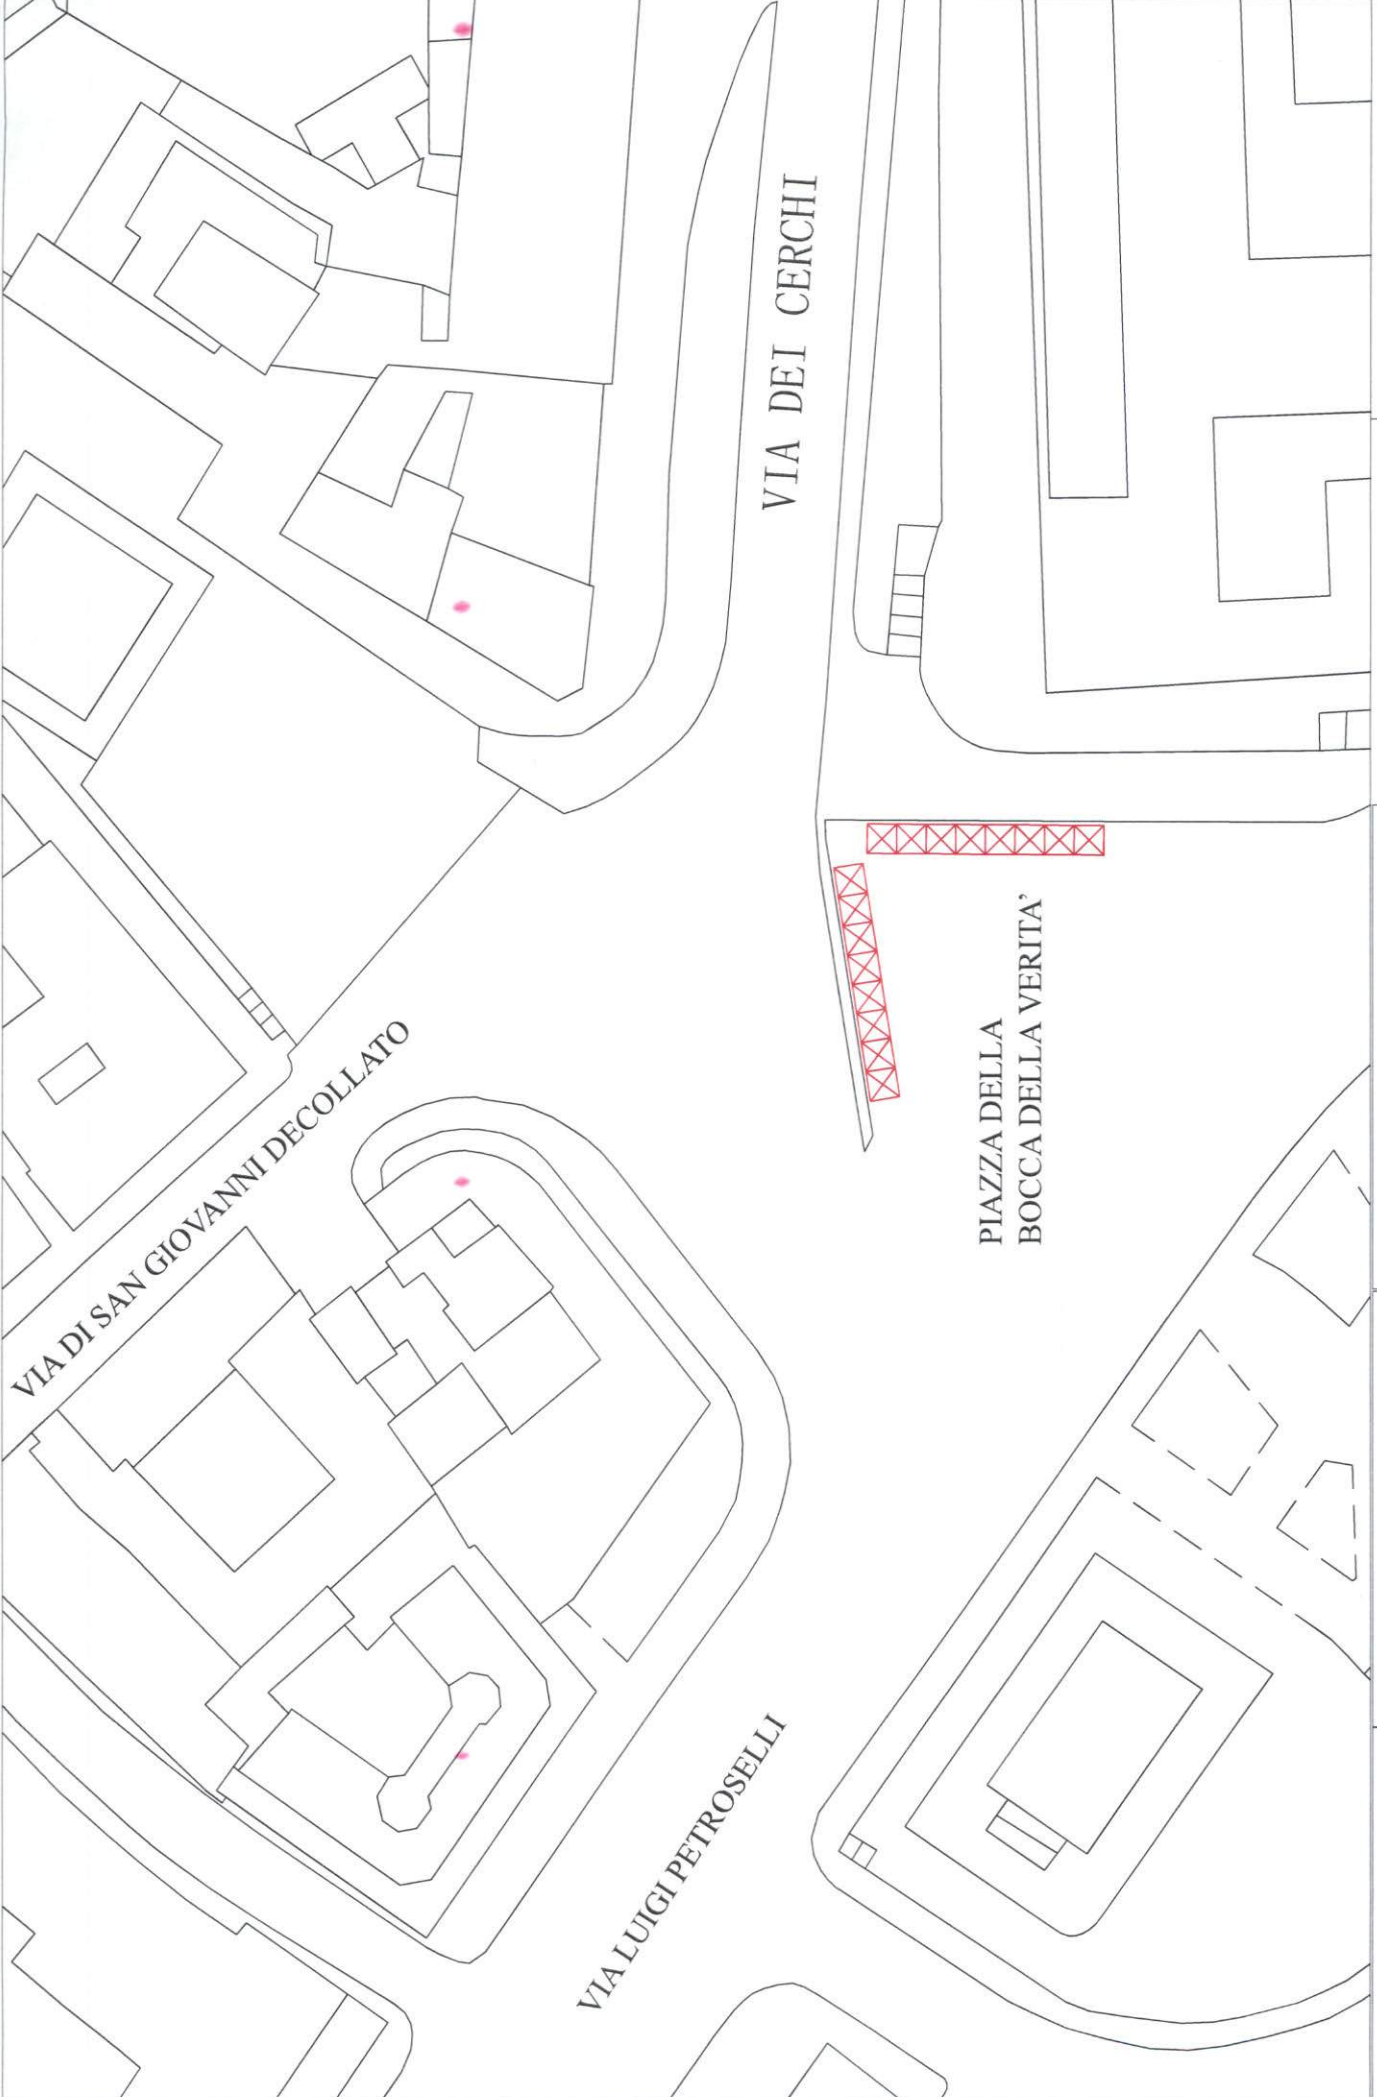 VIA DEI CERCHI
VIA DI SAN GIOVANNI DECOLLATO
PIAZZA DELLA
BOCCA DELLA VERITA'
VIA LUIGI PETROSELLI